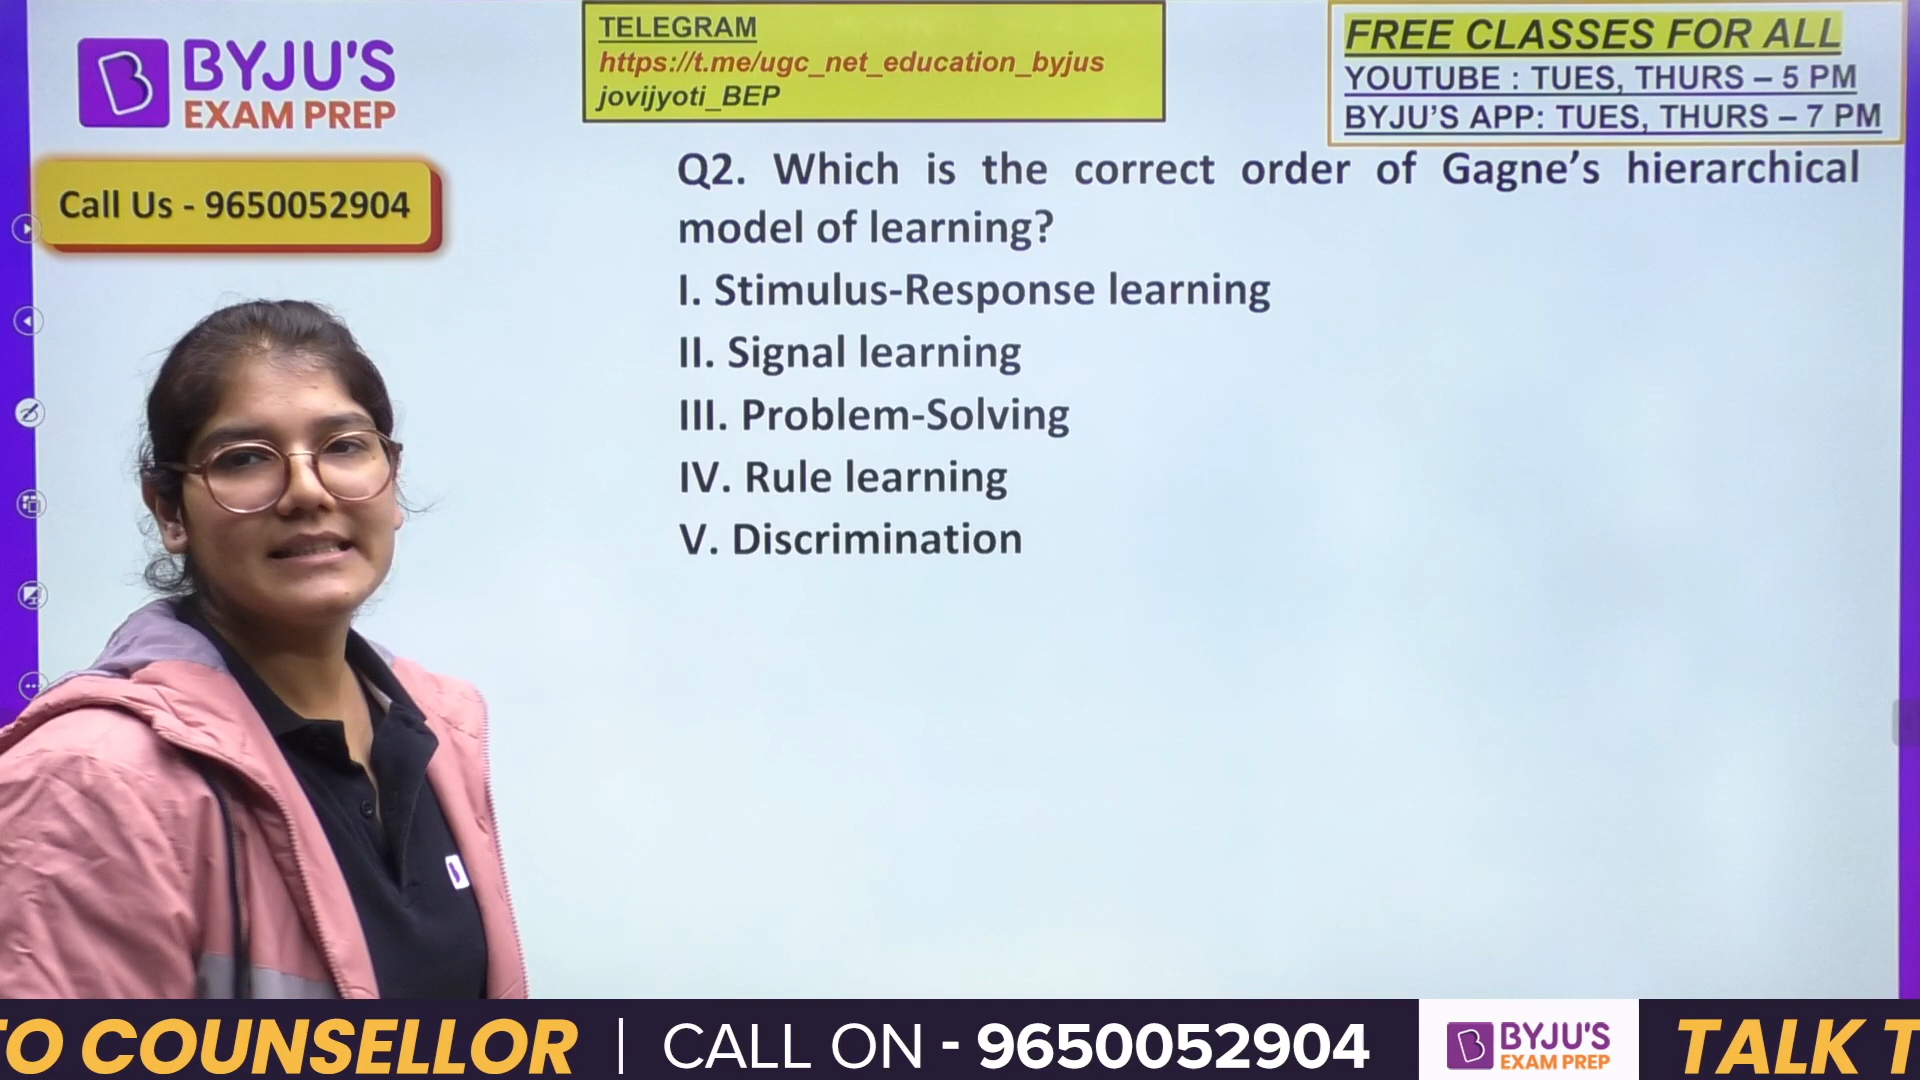 BYJU'S
EXAM PREP
TELEGRAM
https://t.me/ugc_net_education_byjus
jovijyoti_BEP
FREE CLASSES FOR ALL
YOUTUBE : TUES, THURS – 5 PM
BYJU'S APP: TUES, THURS – 7 PM
Call Us - 9650052904
Q2. Which is the correct order of Gagne's hierarchical
model of learning?
I. Stimulus-Response learning
II. Signal learning
III. Problem-Solving
IV. Rule learning
V. Discrimination
TO COUNSELLOR | CALL ON - 9650052904 BYJU'S EXAM PREP TALK T